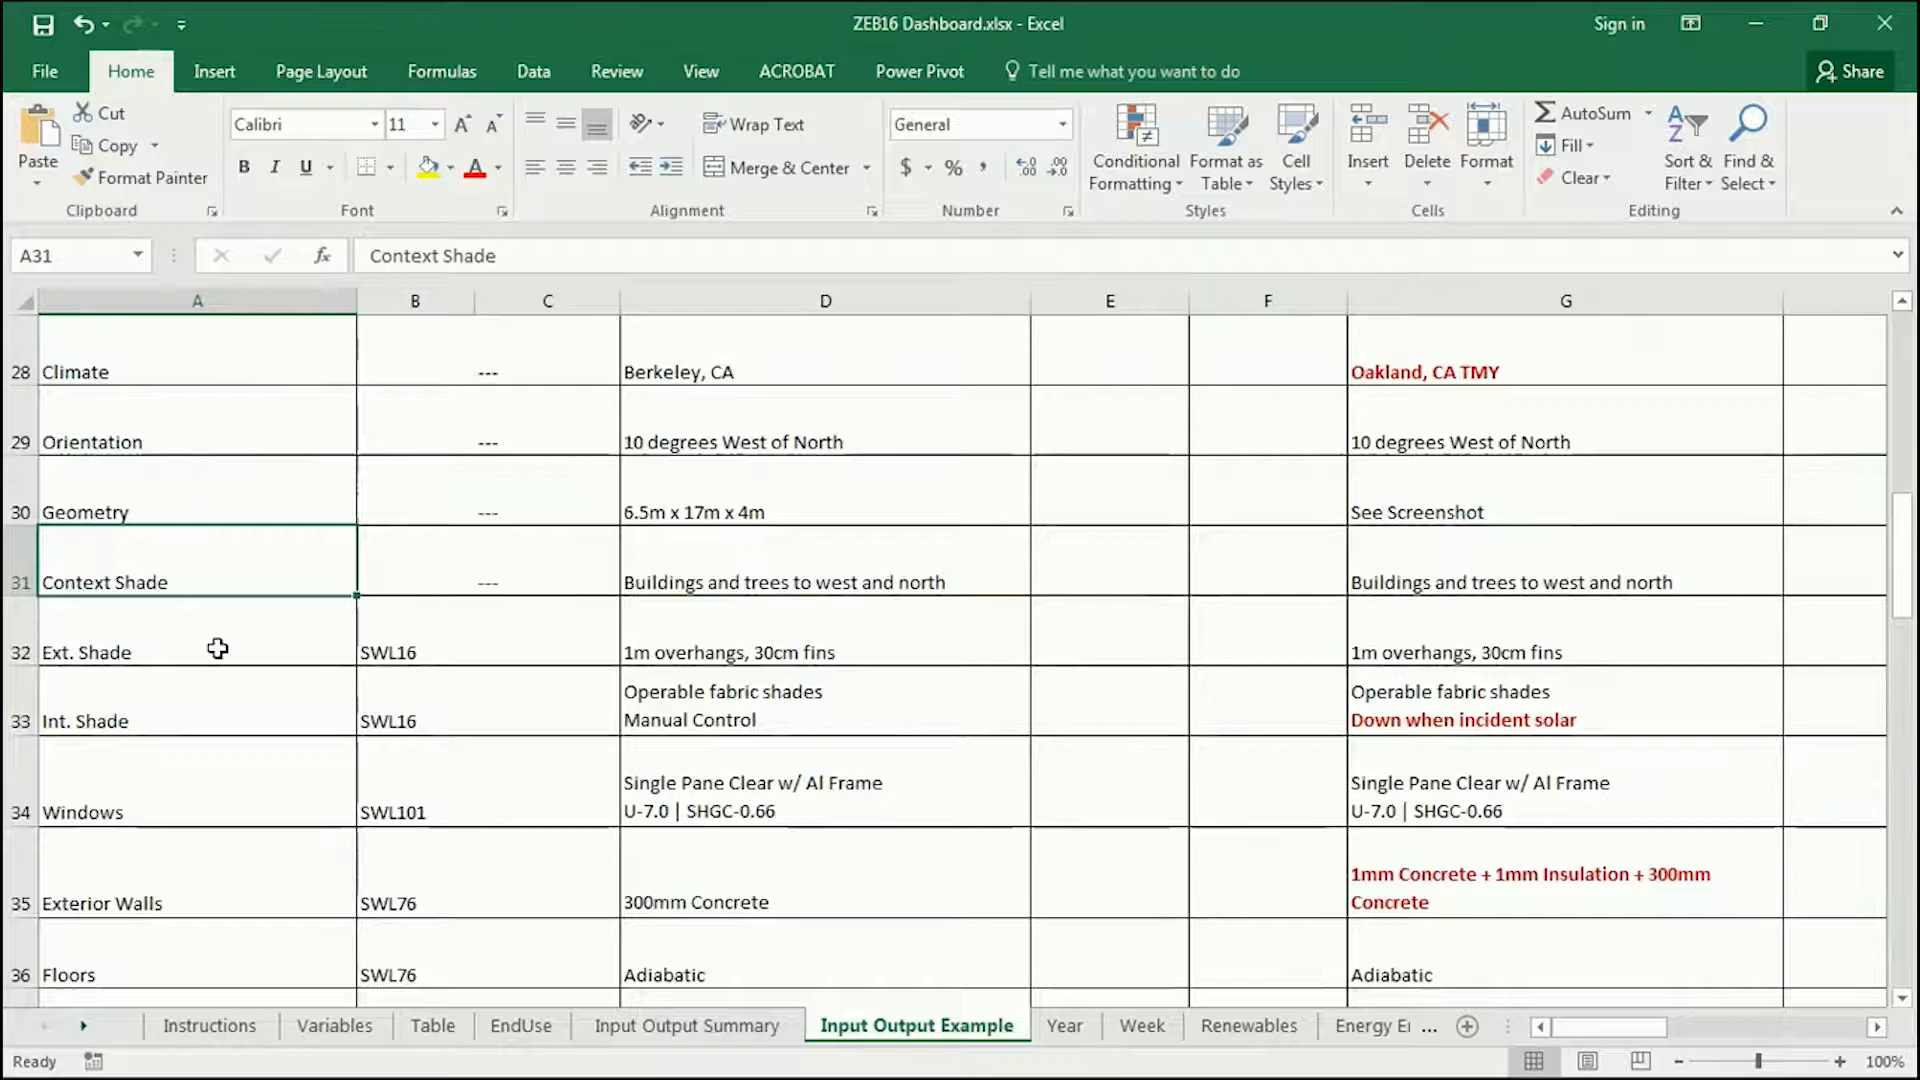 ZEB16 Dashboard.xlsx - Excel
Sign in
File
Home
Insert
Page Layout
Formulas
Data
Review
View
ACROBAT
Power Pivot
Tell me what you want to do
Share
Paste
Cut
Copy
Format Painter
Clipboard
Calibri
11
B I U
Font
Wrap Text
Merge & Center
Alignment
General
$ % ,
Number
Conditional
Formatting
Format as
Table
Cell
Styles
Styles
Insert
Delete
Format
Cells
AutoSum
Fill
Clear
Sort &
Filter
Find &
Select
Editing
A31
fx
Context Shade
A B C D E F G
28 Climate --- Berkeley, CA Oakland, CA TMY
29 Orientation --- 10 degrees West of North 10 degrees West of North
30 Geometry --- 6.5m x 17m x 4m See Screenshot
31 Context Shade --- Buildings and trees to west and north Buildings and trees to west and north
32 Ext. Shade SWL16 1m overhangs, 30cm fins 1m overhangs, 30cm fins
Operable fabric shades Operable fabric shades
33 Int. Shade SWL16 Manual Control Down when incident solar
Single Pane Clear w/ Al Frame Single Pane Clear w/ Al Frame
34 Windows SWL101 U-7.0 | SHGC-0.66 U-7.0 | SHGC-0.66
1mm Concrete + 1mm Insulation + 300mm
35 Exterior Walls SWL76 300mm Concrete Concrete
36 Floors SWL76 Adiabatic Adiabatic
Instructions
Variables
Table
EndUse
Input Output Summary
Input Output Example
Year
Week
Renewables
Energy E ...
Ready
100%